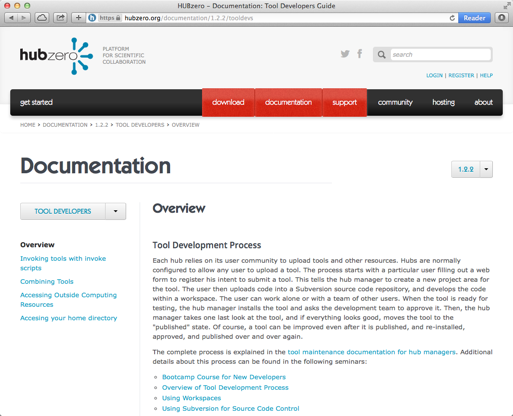 HUBzero - Documentation: Tool Developers Guide
https hubzero.org/documentation/1.2.2/tooldevs
Reader
hubzero
PLATFORM
FOR SCIENTIFIC
COLLABORATION
search
LOGIN | REGISTER | HELP
get started download documentation support community hosting about
HOME > DOCUMENTATION > 1.2.2 > TOOL DEVELOPERS > OVERVIEW
Documentation
1.2.2
TOOL DEVELOPERS
Overview
Invoking tools with invoke
scripts
Combining Tools
Accessing Outside Computing
Resources
Accesing your home directory
Overview
Tool Development Process
Each hub relies on its user community to upload tools and other resources. Hubs are normally
configured to allow any user to upload a tool. The process starts with a particular user filling out a web
form to register his intent to submit a tool. This tells the hub manager to create a new project area for
the tool. The user then uploads code into a Subversion source code repository, and develops the code
within a workspace. The user can work alone or with a team of other users. When the tool is ready for
testing, the hub manager installs the tool and asks the development team to approve it. Then, the hub
manager takes one last look at the tool, and if everything looks good, moves the tool to the
"published" state. Of course, a tool can be improved even after it is published, and re-installed,
approved, and published over and over again.
The complete process is explained in the tool maintenance documentation for hub managers. Additional
details about this process can be found in the following seminars:
Bootcamp Course for New Developers
Overview of Tool Development Process
Using Workspaces
Using Subversion for Source Code Control